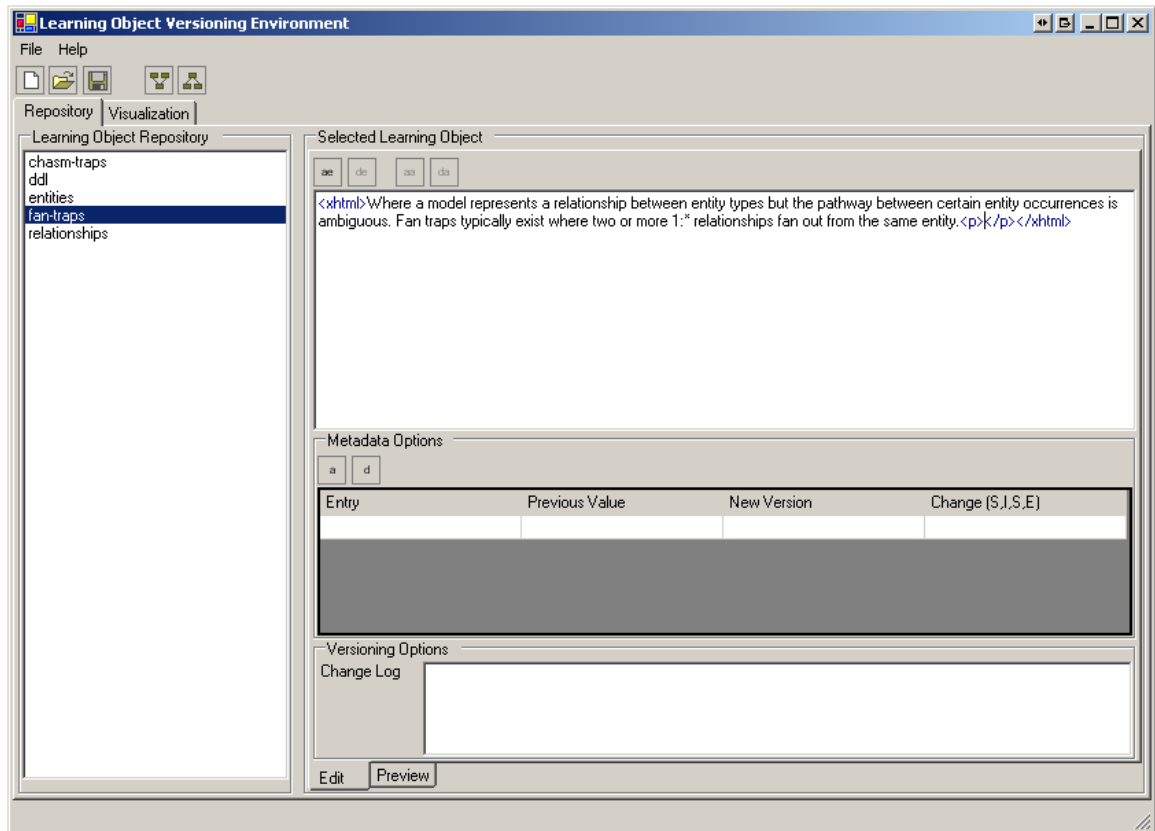 Learning Object Versioning Environment
File Help
Repository Visualization
Learning Object Repository
chasm-traps
ddl
entities
fan-traps
relationships
Selected Learning Object
ae de aa da
<xhtml>Where a model represents a relationship between entity types but the pathway between certain entity occurrences is
ambiguous. Fan traps typically exist where two or more 1:* relationships fan out from the same entity.<p></p></xhtml>
Metadata Options
a d
Entry Previous Value New Version Change (S,I,S,E)
Versioning Options
Change Log
Edit Preview